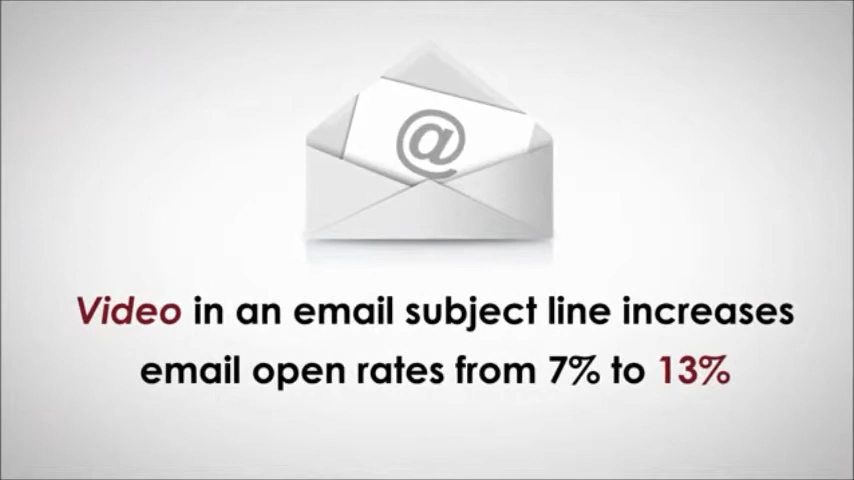 @
Video in an email subject line increases
email open rates from 7% to 13%